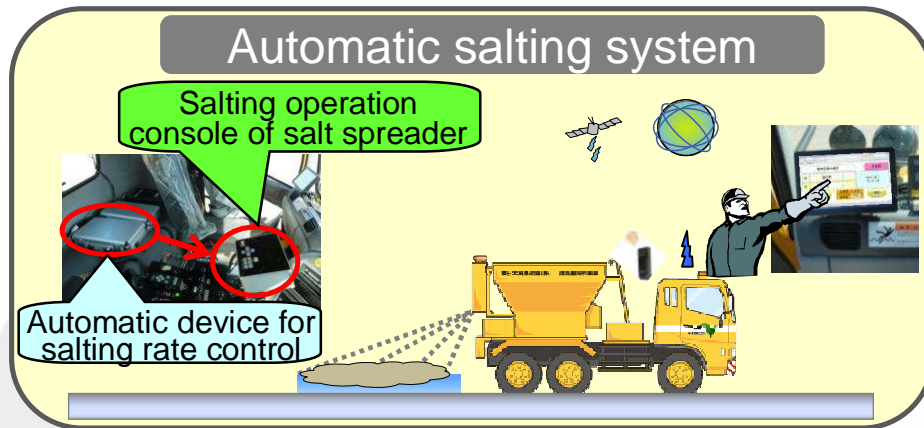 Automatic salting system
Salting operation
console of salt spreader
Automatic device for
salting rate control